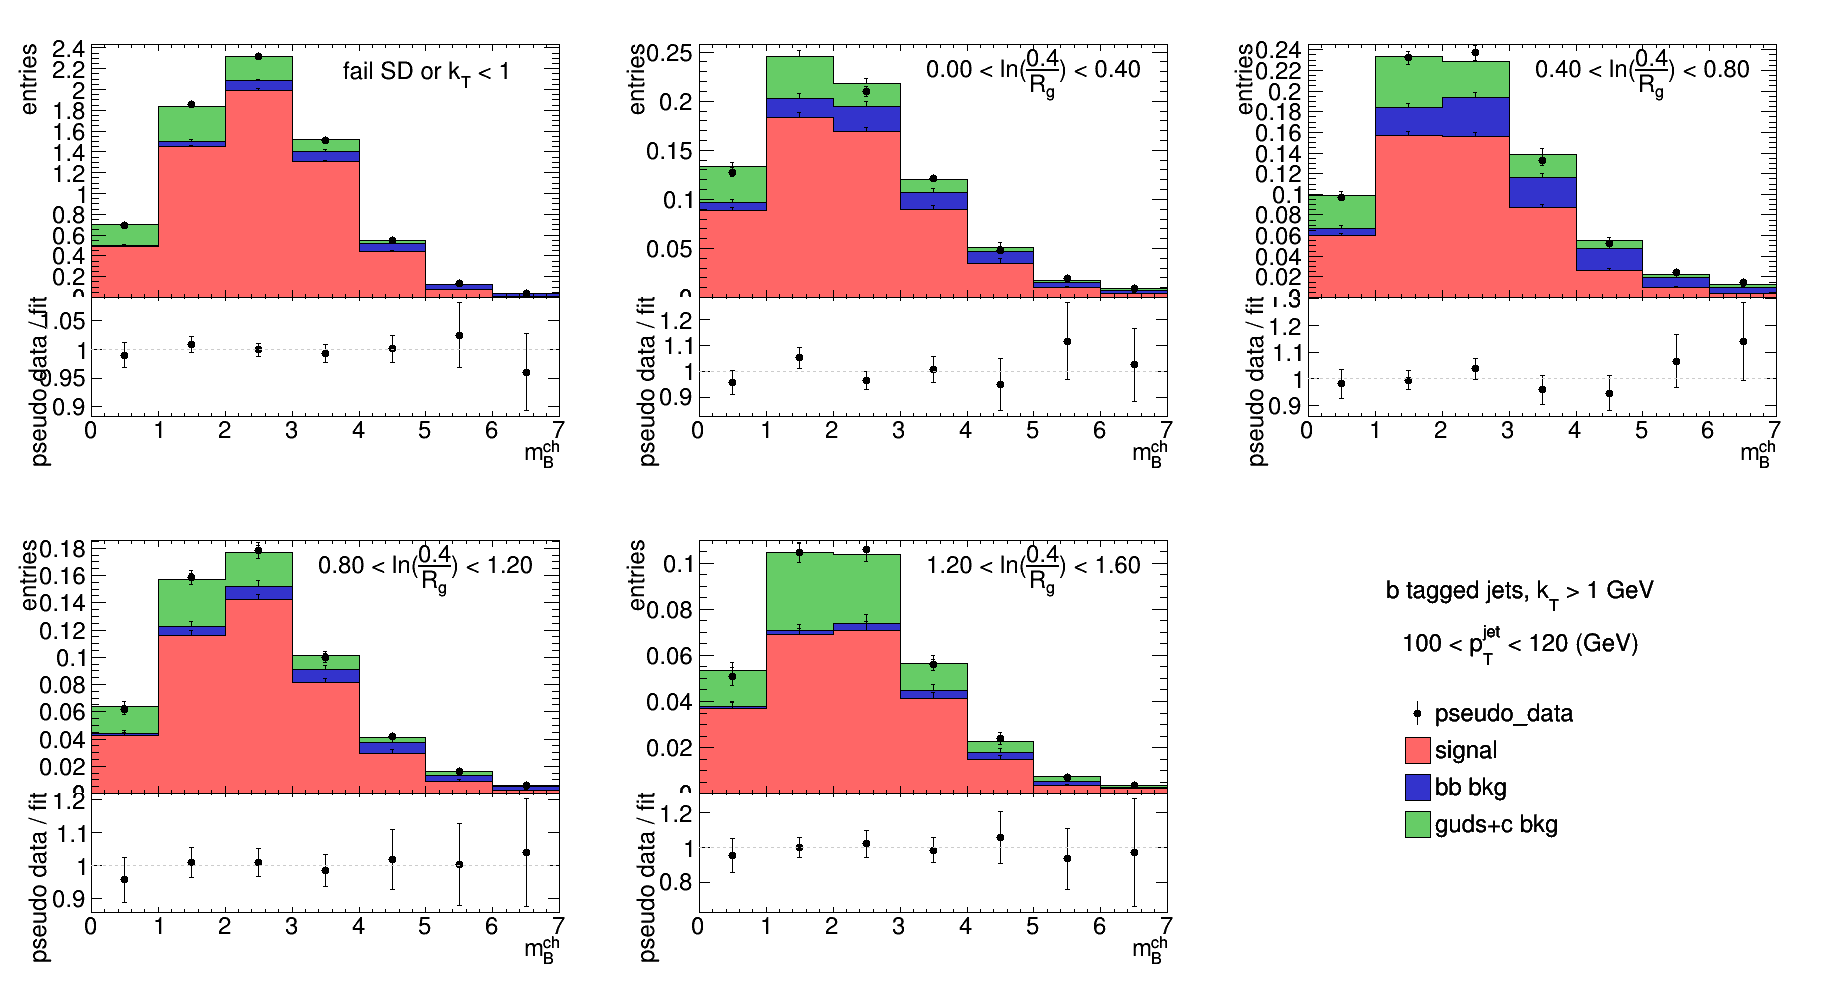 entries
2.4
2.2
2
1.8
1.6
1.4
1.2
1
0.8
0.6
0.4
0.2
0
fail SD or k_T < 1
pseudo data / fit
1.05
1
0.95
0.9
0 1 2 3 4 5 6 7
m_B^ch
entries
0.25
0.2
0.15
0.1
0.05
0
0.00 < ln(0.4/R_g) < 0.40
pseudo data / fit
1.2
1.1
1
0.9
0 1 2 3 4 5 6 7
m_B^ch
entries
0.24
0.22
0.2
0.18
0.16
0.14
0.12
0.1
0.08
0.06
0.04
0.02
0.40 < ln(0.4/R_g) < 0.80
pseudo data / fit
1.3
1.2
1.1
1
0.9
0 1 2 3 4 5 6 7
m_B^ch
entries
0.18
0.16
0.14
0.12
0.1
0.08
0.06
0.04
0.02
0
0.80 < ln(0.4/R_g) < 1.20
pseudo data / fit
1.2
1.1
1
0.9
0 1 2 3 4 5 6 7
m_B^ch
entries
0.1
0.08
0.06
0.04
0.02
0
1.20 < ln(0.4/R_g) < 1.60
pseudo data / fit
1.2
1
0.8
0 1 2 3 4 5 6 7
m_B^ch
b tagged jets, k_T > 1 GeV
100 < p_T^jet < 120 (GeV)
pseudo_data
signal
bb bkg
guds+c bkg